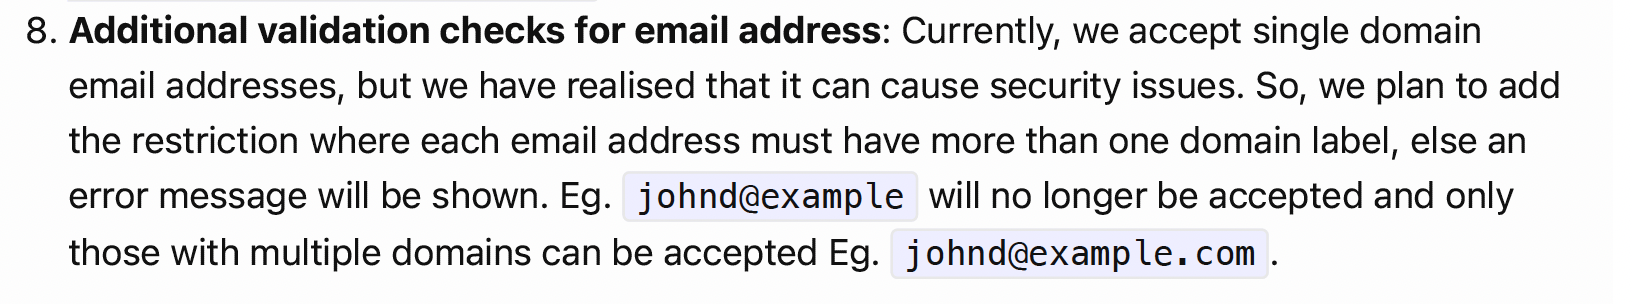 8. Additional validation checks for email address: Currently, we accept single domain
email addresses, but we have realised that it can cause security issues. So, we plan to add
the restriction where each email address must have more than one domain label, else an
error message will be shown. Eg. johnd@example will no longer be accepted and only
those with multiple domains can be accepted Eg. johnd@example.com.